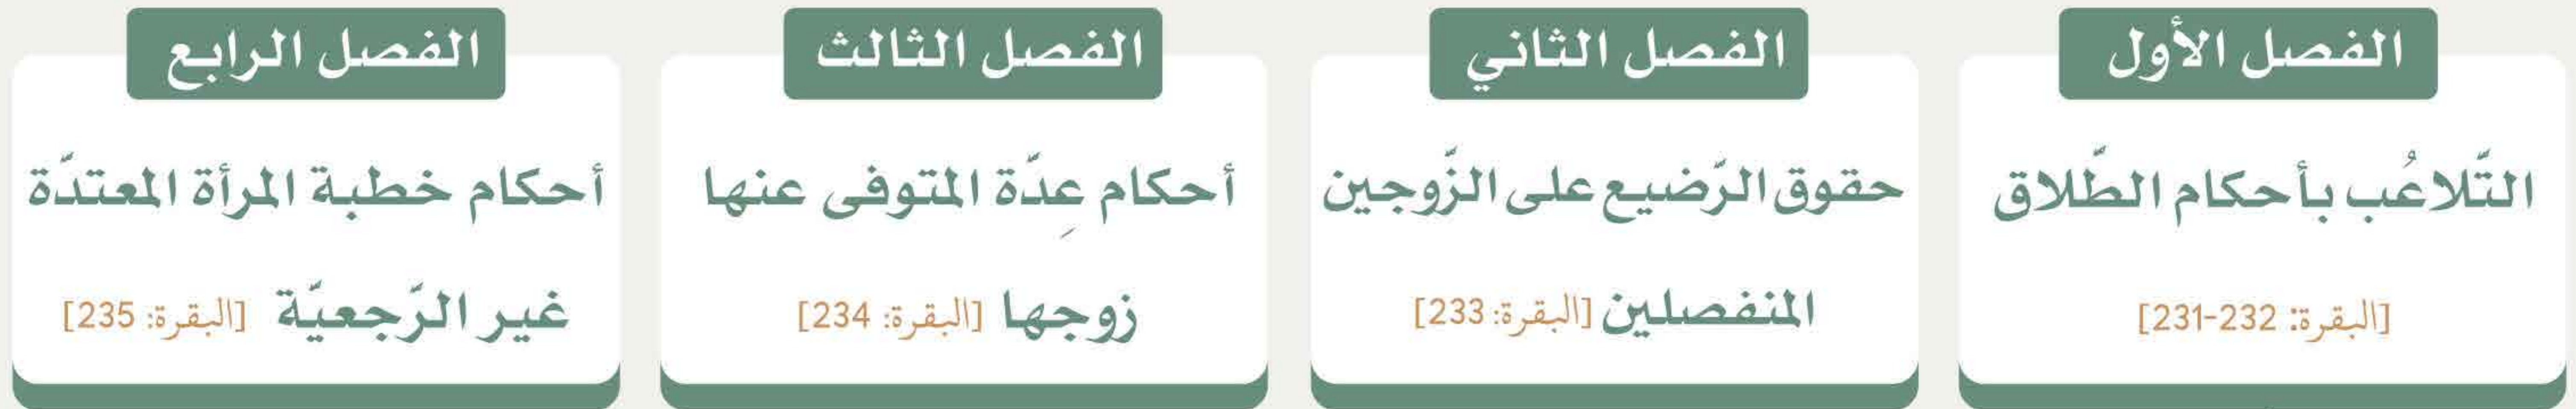 الفصل الأول
التّلاعُب بأحكام الطّلاق
[البقرة: 232-231]
الفصل الثاني
حقوق الرّضيع على الزّوجين
المنفصلين [البقرة: 233]
الفصل الثالث
أحكام عِدّة المتوفى عنها
زوجها [البقرة: 234]
الفصل الرابع
أحكام خطبة المرأة المعتدّة
غير الرّجعيّة [البقرة: 235]